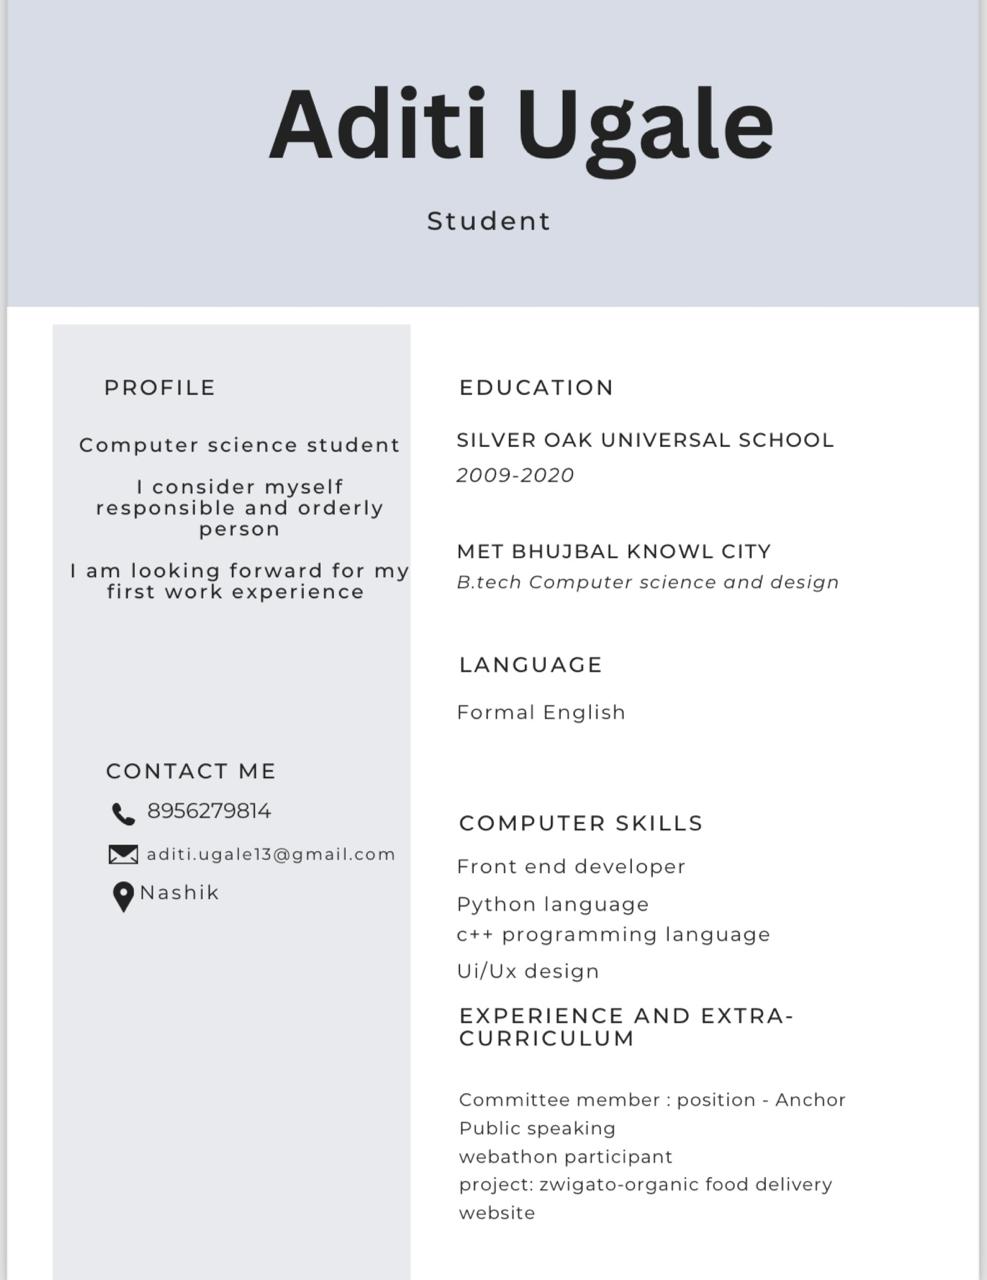 Aditi Ugale
Student
PROFILE
Computer science student
I consider myself
responsible and orderly
person
I am looking forward for my
first work experience
CONTACT ME
8956279814
aditi.ugale13@gmail.com
Nashik
EDUCATION
SILVER OAK UNIVERSAL SCHOOL
2009-2020
MET BHUJBAL KNOWL CITY
B.tech Computer science and design
LANGUAGE
Formal English
COMPUTER SKILLS
Front end developer
Python language
c++ programming language
Ui/Ux design
EXPERIENCE AND EXTRA-
CURRICULUM
Committee member : position - Anchor
Public speaking
webathon participant
project: zwigato-organic food delivery
website